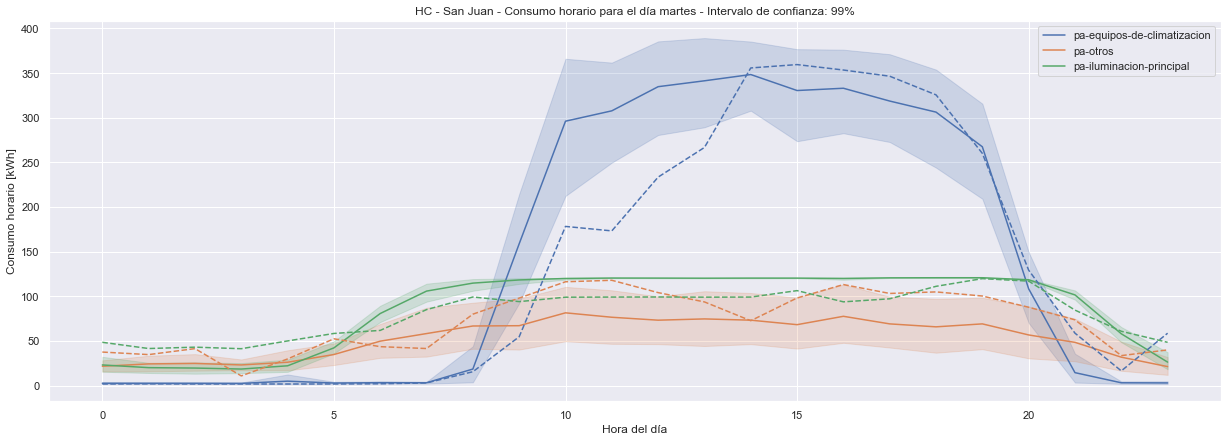 HC - San Juan - Consumo horario para el día martes - Intervalo de confianza: 99%
pa-equipos-de-climatizacion
pa-otros
pa-iluminacion-principal
Consumo horario [kWh]
400
350
300
250
200
150
100
50
0
0 5 10 15 20
Hora del día